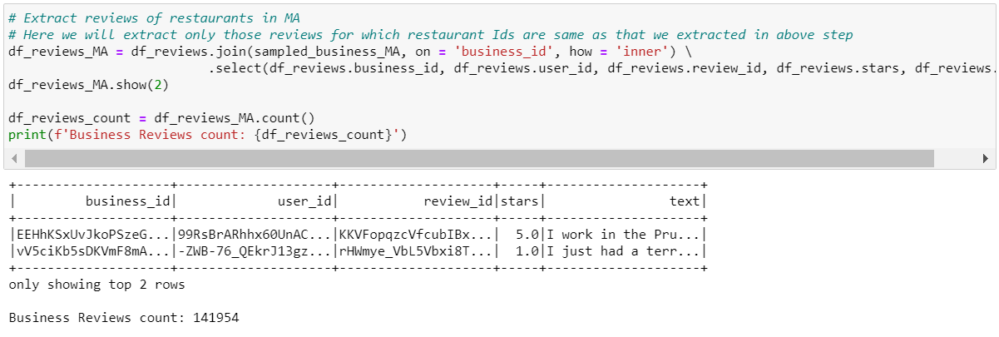 # Extract reviews of restaurants in MA
# Here we will extract only those reviews for which restaurant Ids are same as that we extracted in above step
df_reviews_MA = df_reviews.join(sampled_business_MA, on = 'business_id', how = 'inner') \
                          .select(df_reviews.business_id, df_reviews.user_id, df_reviews.review_id, df_reviews.stars, df_reviews.
df_reviews_MA.show(2)

df_reviews_count = df_reviews_MA.count()
print(f'Business Reviews count: {df_reviews_count}')

+--------------------+--------------------+--------------------+-----+--------------------+
|         business_id|             user_id|           review_id|stars|                text|
+--------------------+--------------------+--------------------+-----+--------------------+
|EEHhKSxUvJkoPSzeG...|99RsBrARhhx60UnAC...|KKVFopqzcVfcubIBx...|  5.0|I work in the Pru...|
|vV5ciKb5sDKVmF8mA...|-ZWB-76_QEkrJ13gz...|rHWmye_VbL5Vbxi8T...|  1.0|I just had a terr...|
+--------------------+--------------------+--------------------+-----+--------------------+
only showing top 2 rows

Business Reviews count: 141954